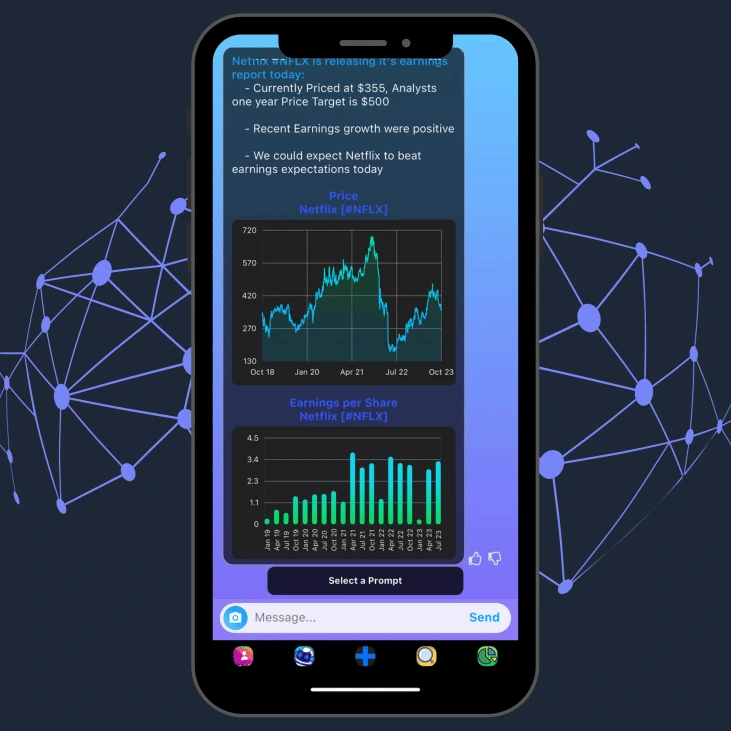 Netflix #NFLX is releasing it's earnings
report today:
- Currently Priced at $355, Analysts
one year Price Target is $500
- Recent Earnings growth were positive
- We could expect Netflix to beat
earnings expectations today
Price
Netflix [#NFLX]
720
570
420
270
130
Oct 18 Jan 20 Apr 21 Jul 22 Oct 23
Earnings per Share
Netflix [#NFLX]
4.5
3.4
2.3
1.1
0
Jan 19 Apr 19 Jul 19 Oct 19 Jan 20 Apr 20 Jul 20 Oct 20 Jan 21 Apr 21 Jul 21 Oct 21 Jan 22 Apr 22 Jul 22 Oct 22 Jan 23 Apr 23 Jul 23
Select a Prompt
Message... Send